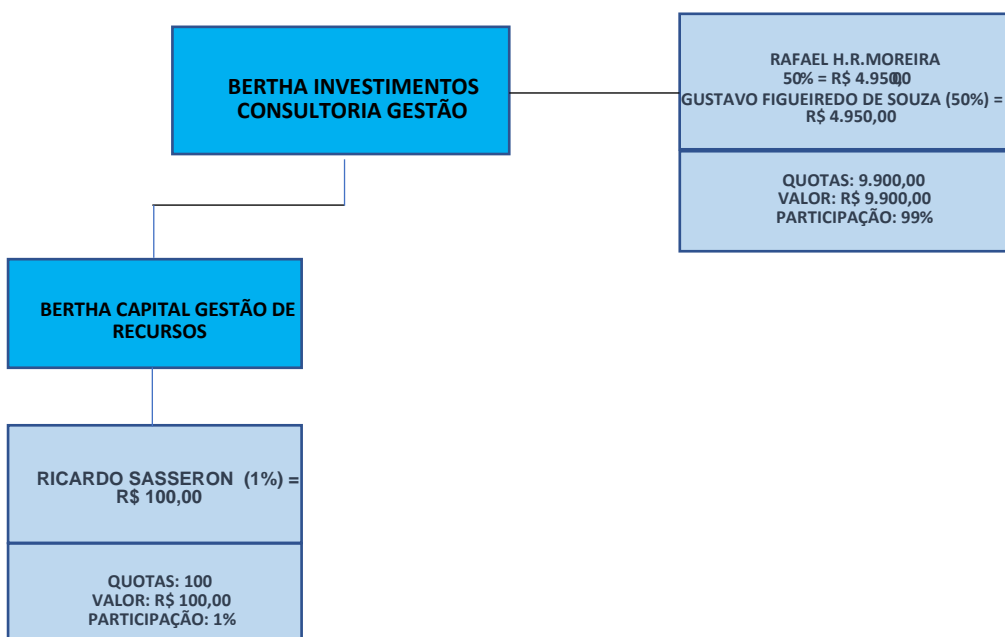 BERTHA INVESTIMENTOS
CONSULTORIA GESTÃO
RAFAEL H.R.MOREIRA
50% = R$ 4.950,00
GUSTAVO FIGUEIREDO DE SOUZA (50%) =
R$ 4.950,00
QUOTAS: 9.900,00
VALOR: R$ 9.900,00
PARTICIPAÇÃO: 99%
BERTHA CAPITAL GESTÃO DE
RECURSOS
RICARDO SASSERON (1%) =
R$ 100,00
QUOTAS: 100
VALOR: R$ 100,00
PARTICIPAÇÃO: 1%